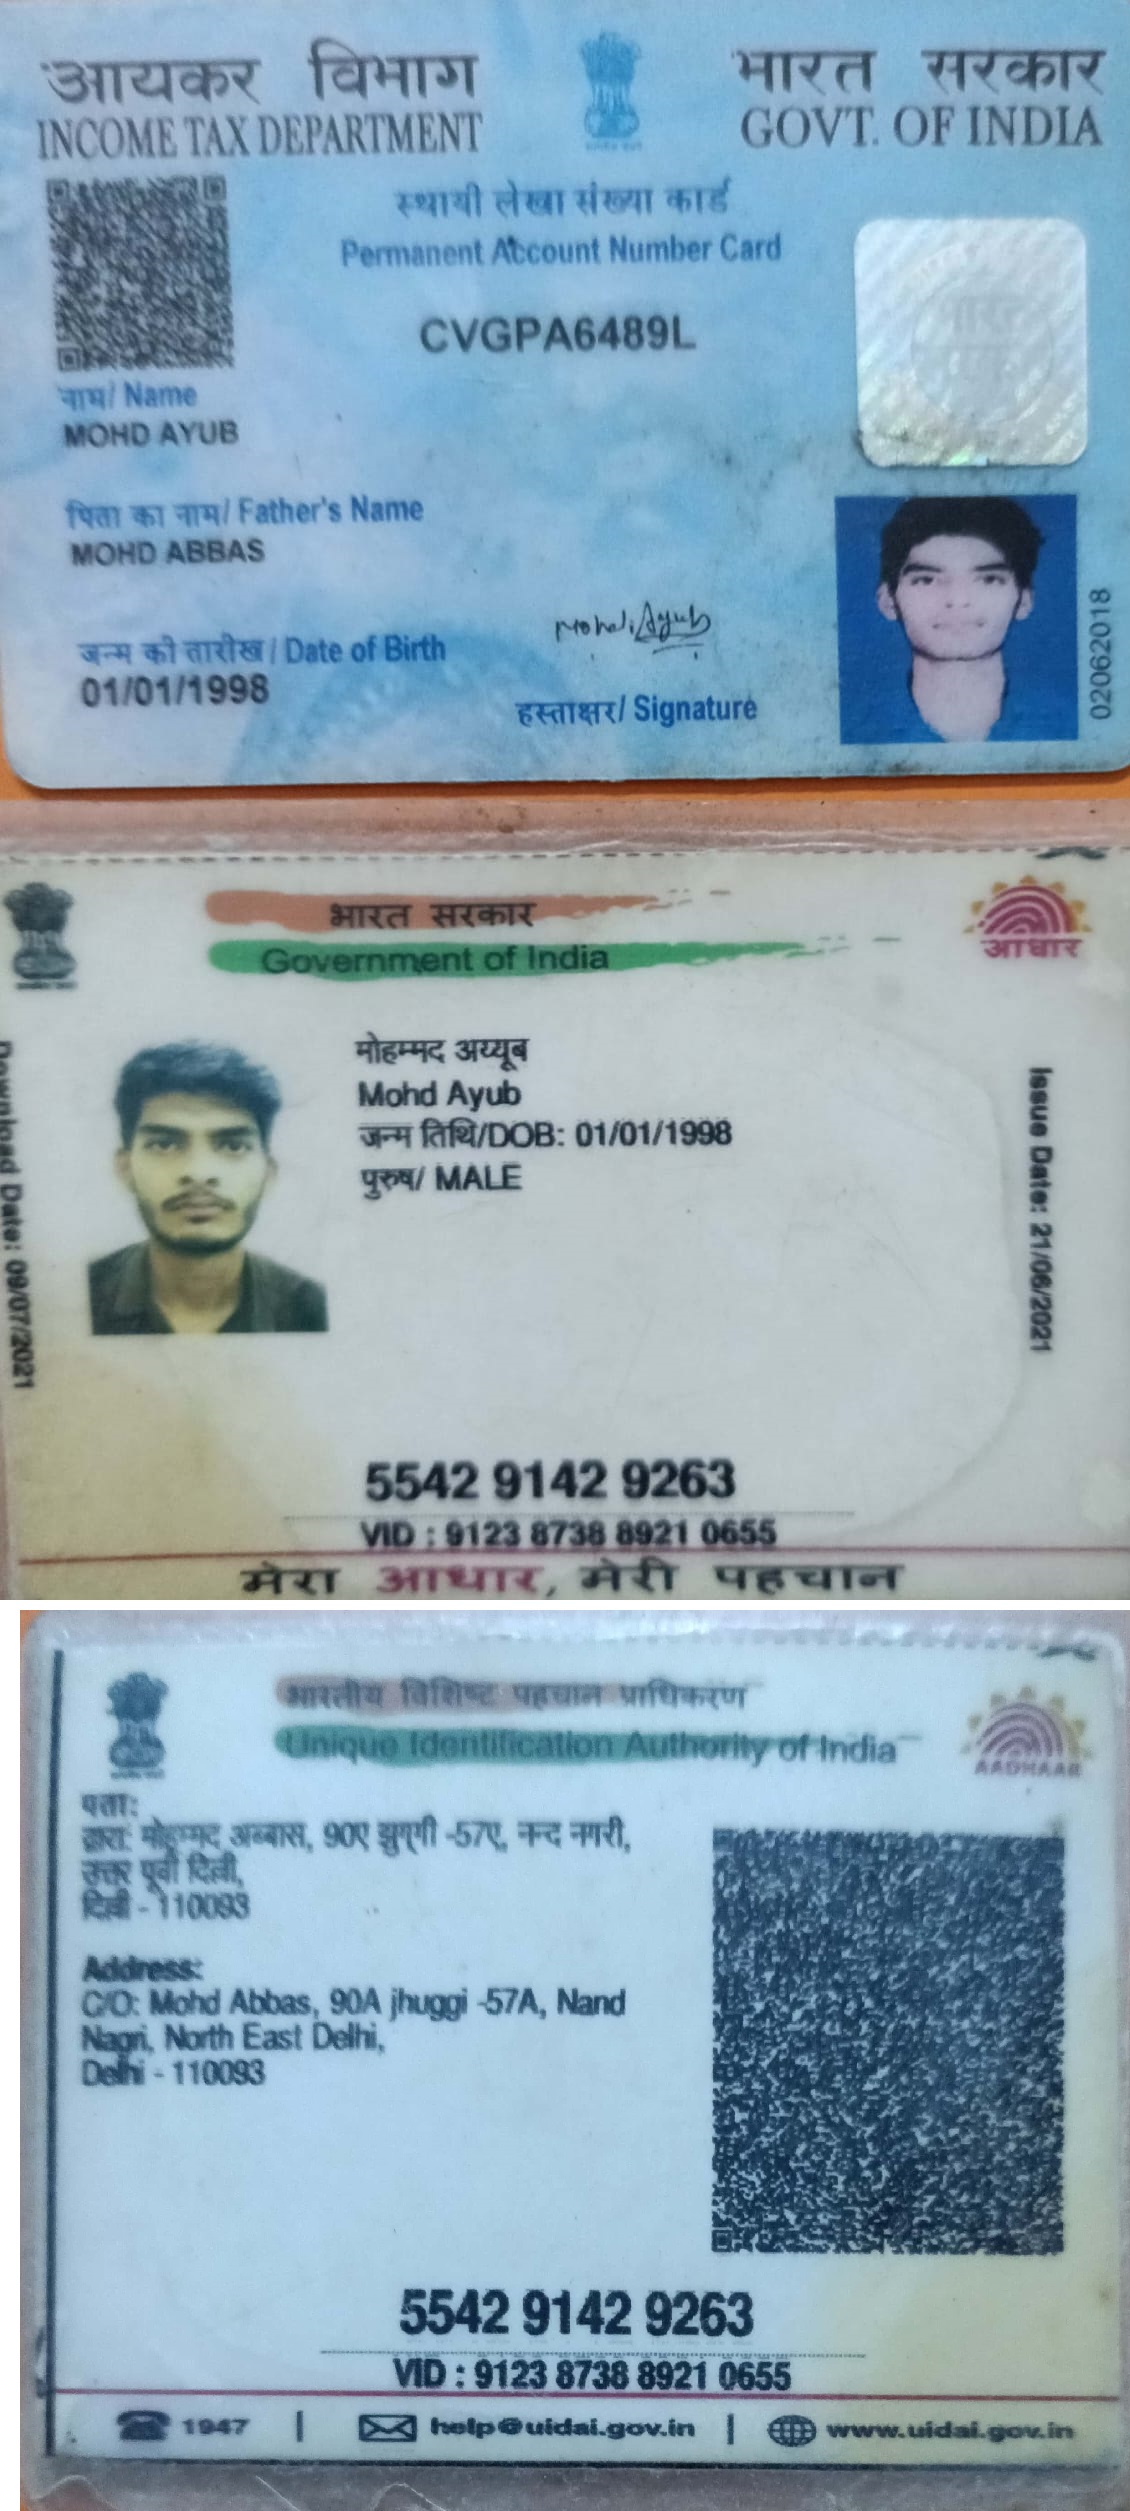 आयकर विभाग
INCOME TAX DEPARTMENT
भारत सरकार
GOVT. OF INDIA
स्थायी लेखा संख्या कार्ड
Permanent Account Number Card
CVGPA6489L
नाम/ Name
MOHD AYUB
पिता का नाम/ Father's Name
MOHD ABBAS
जन्म की तारीख/ Date of Birth
01/01/1998
Mohd. Ayub
हस्ताक्षर/ Signature
02062018
भारत सरकार
Government of India
आधार
Download Date: 09/07/2021
मोहम्मद अय्यूब
Mohd Ayub
जन्म तिथि/DOB: 01/01/1998
पुरुष/ MALE
Issue Date: 21/06/2021
5542 9142 9263
VID : 9123 8738 8921 0655
मेरा आधार, मेरी पहचान
भारतीय विशिष्ट पहचान प्राधिकरण
Unique Identification Authority of India
AADHAAR
पता:
द्वारा: मोहम्मद अब्बास, 90ए झुग्गी -57ए, नन्द नगरी,
उत्तर पूर्वी दिल्ली,
दिल्ली - 110093
Address:
C/O: Mohd Abbas, 90A jhuggi -57A, Nand
Nagri, North East Delhi,
Delhi - 110093
5542 9142 9263
VID : 9123 8738 8921 0655
1947 | help@uidai.gov.in | www.uidai.gov.in